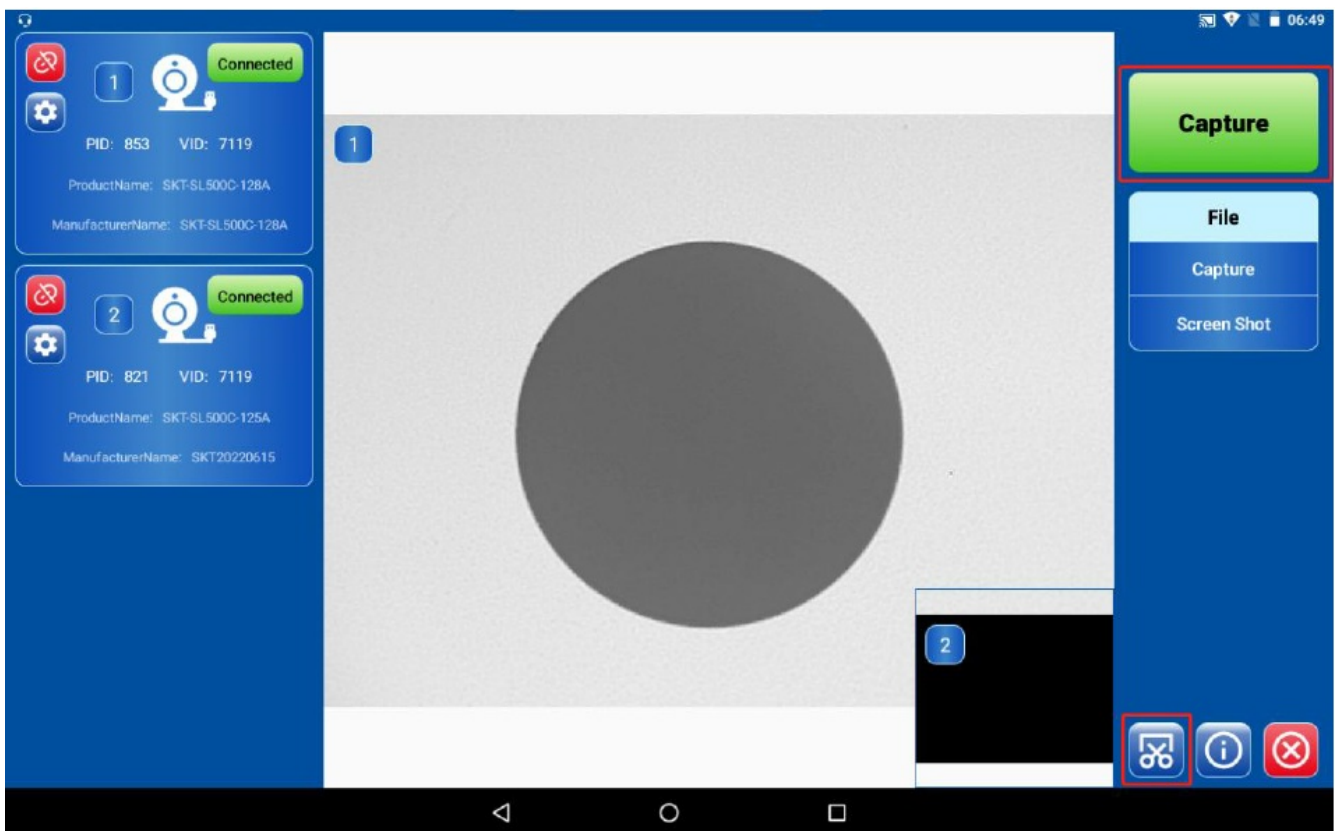 06:49
1
Connected
PID: 853 VID: 7119
ProductName: SKT-SL500C-128A
ManufacturerName: SKT-SL500C-128A
2
Connected
PID: 821 VID: 7119
ProductName: SKT-SL500C-125A
ManufacturerName: SKT20220615
1
2
Capture
File
Capture
Screen Shot